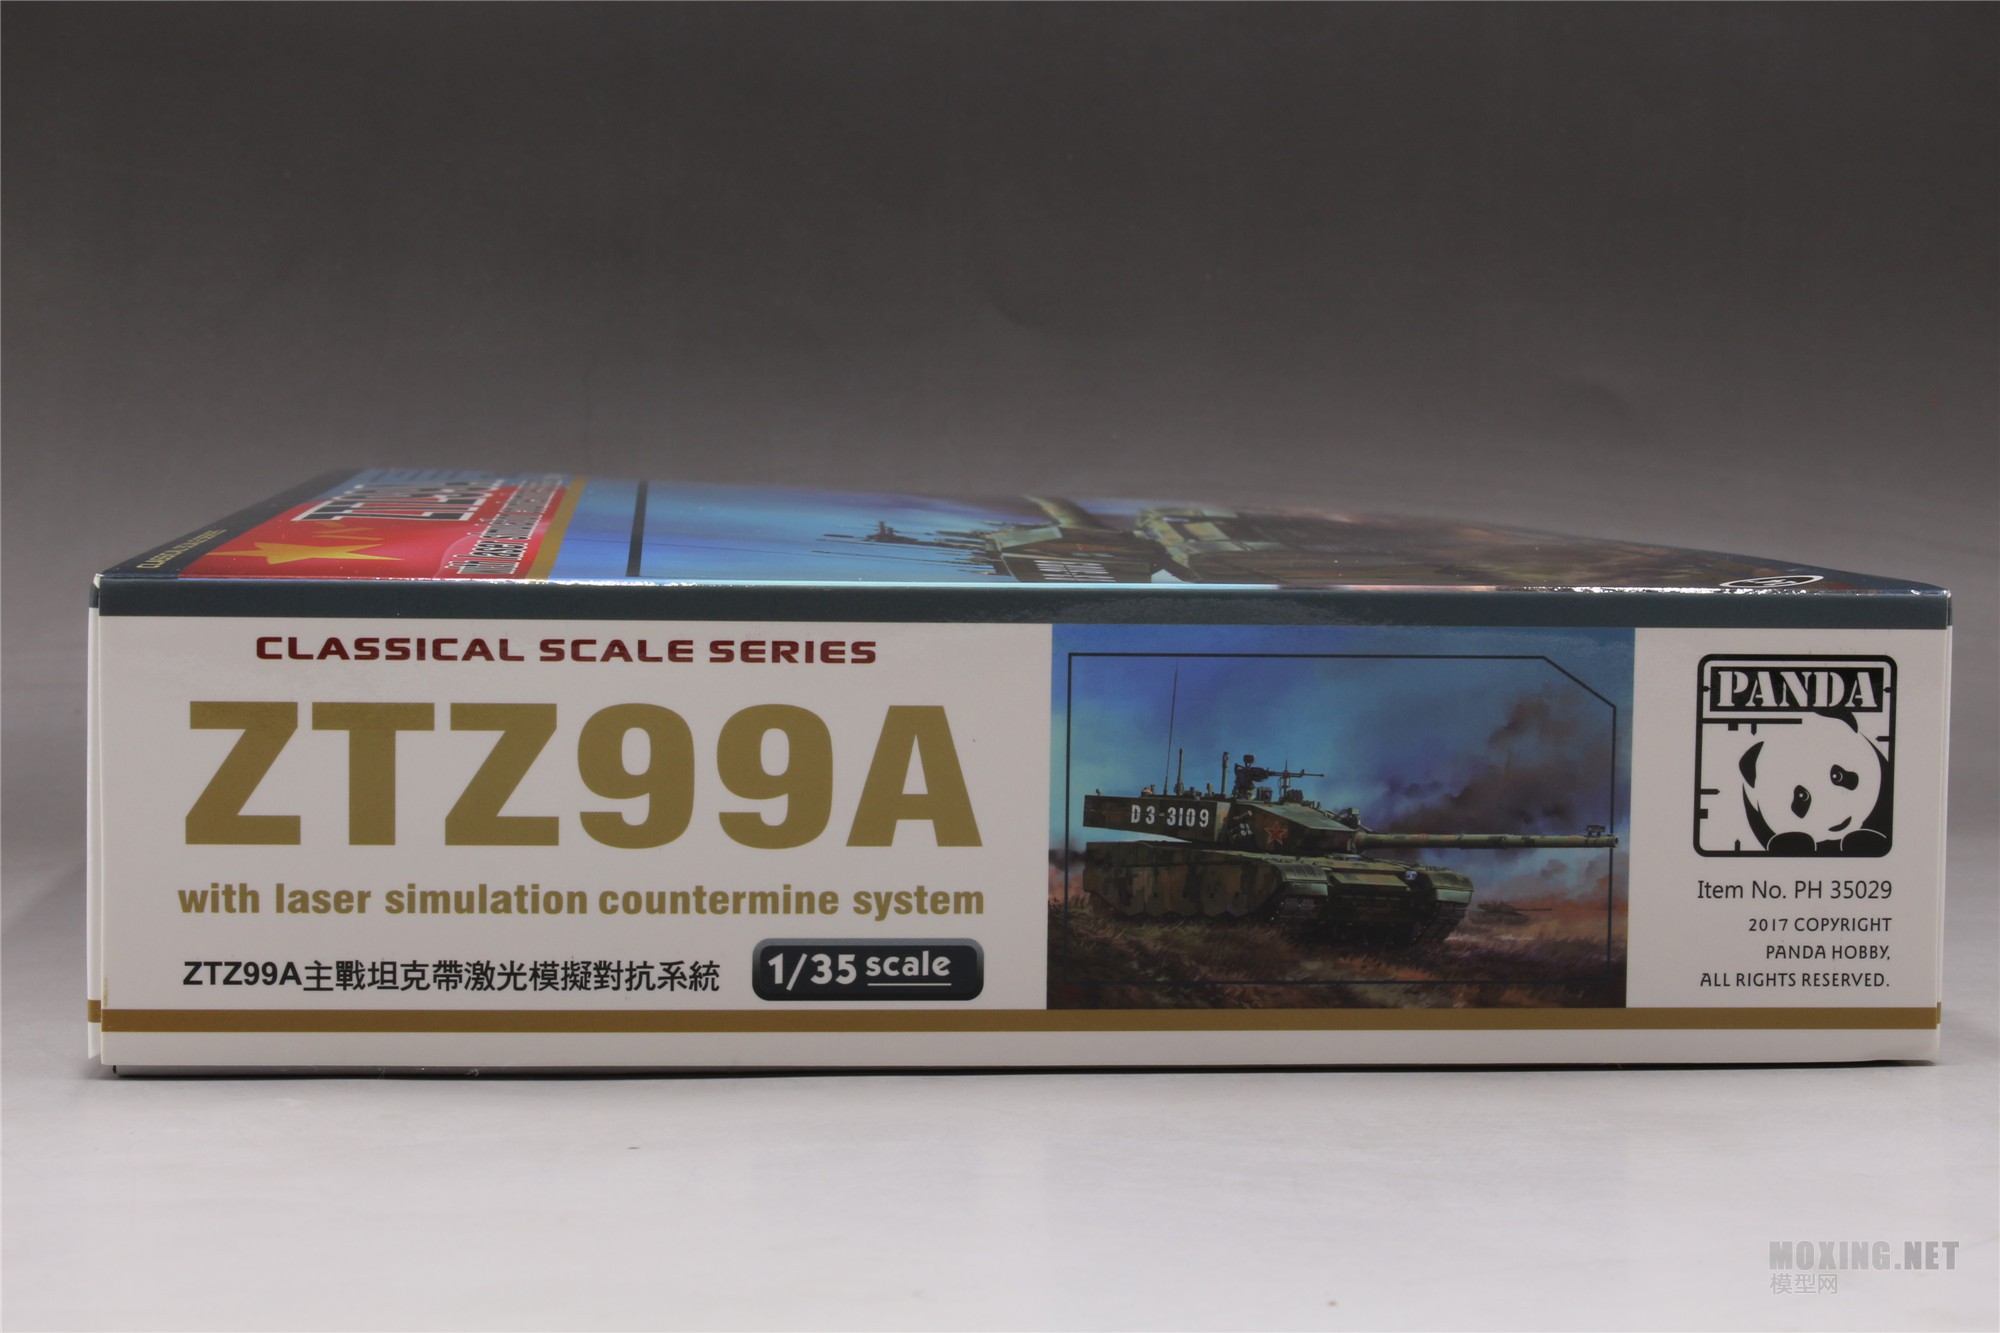 CLASSICAL SCALE SERIES
ZTZ99A
with laser simulation countermine system
ZTZ99A主戰坦克帶激光模擬對抗系統
1/35 scale
D3-3109
PANDA
Item No. PH 35029
2017 COPYRIGHT
PANDA HOBBY,
ALL RIGHTS RESERVED.
MOXING.NET
模型网